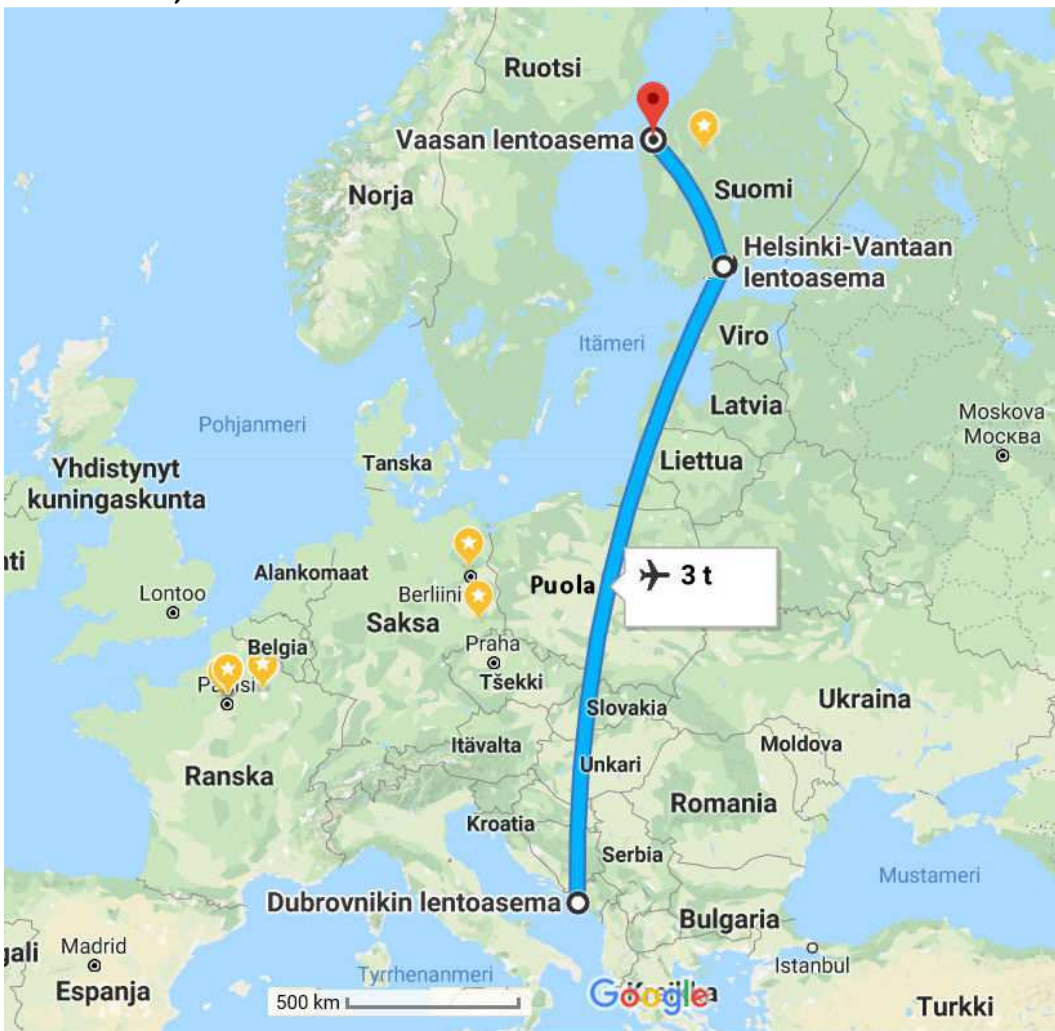 Ruotsi
Vaasan lentoasema
Norja
Suomi
Helsinki-Vantaan
lentoasema
Itämeri
Viro
Latvia
Moskova
Москва
Pohjanmeri
Tanska
Liettua
Yhdistynyt
kuningaskunta
nti
Alankomaat
Berliini
Puola
3 t
Lontoo
Saksa
Belgia
Praha
Tšekki
Slovakia
Ukraina
Itävalta
Moldova
Unkari
Ranska
Romania
Kroatia
Serbia
Mustameri
Dubrovnikin lentoasema
Bulgaria
gali
Madrid
Istanbul
Tyrrhenanmeri
Espanja
500 km
Google
Turkki